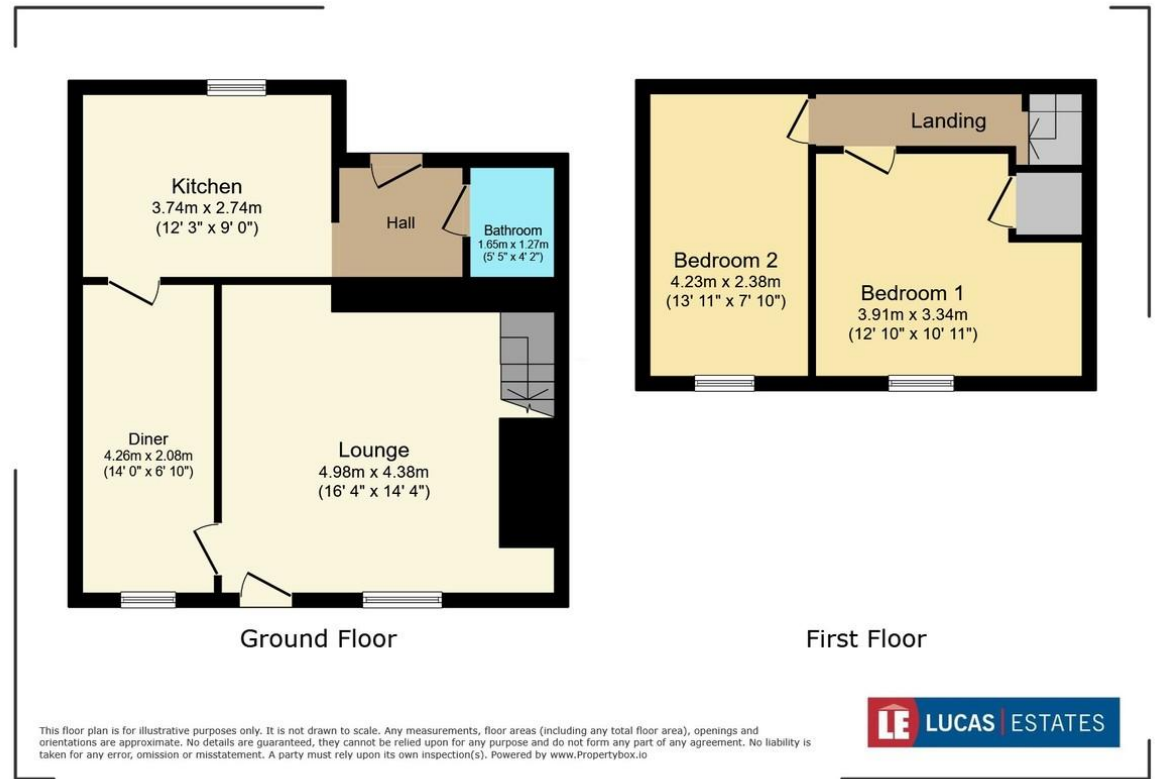 Kitchen
3.74m x 2.74m
(12' 3" x 9' 0")
Hall
Bathroom
1.65m x 1.27m
(5' 5" x 4' 2")
Diner
4.26m x 2.08m
(14' 0" x 6' 10")
Lounge
4.98m x 4.38m
(16' 4" x 14' 4")
Ground Floor
Landing
Bedroom 2
4.23m x 2.38m
(13' 11" x 7' 10")
Bedroom 1
3.91m x 3.34m
(12' 10" x 10' 11")
First Floor
This floor plan is for illustrative purposes only. It is not drawn to scale. Any measurements, floor areas (including any total floor area), openings and
orientations are approximate. No details are guaranteed, they cannot be relied upon for any purpose and do not form any part of any agreement. No liability is
taken for any error, omission or misstatement. A party must rely upon its own inspection(s). Powered by www.Propertybox.io
LE LUCAS ESTATES